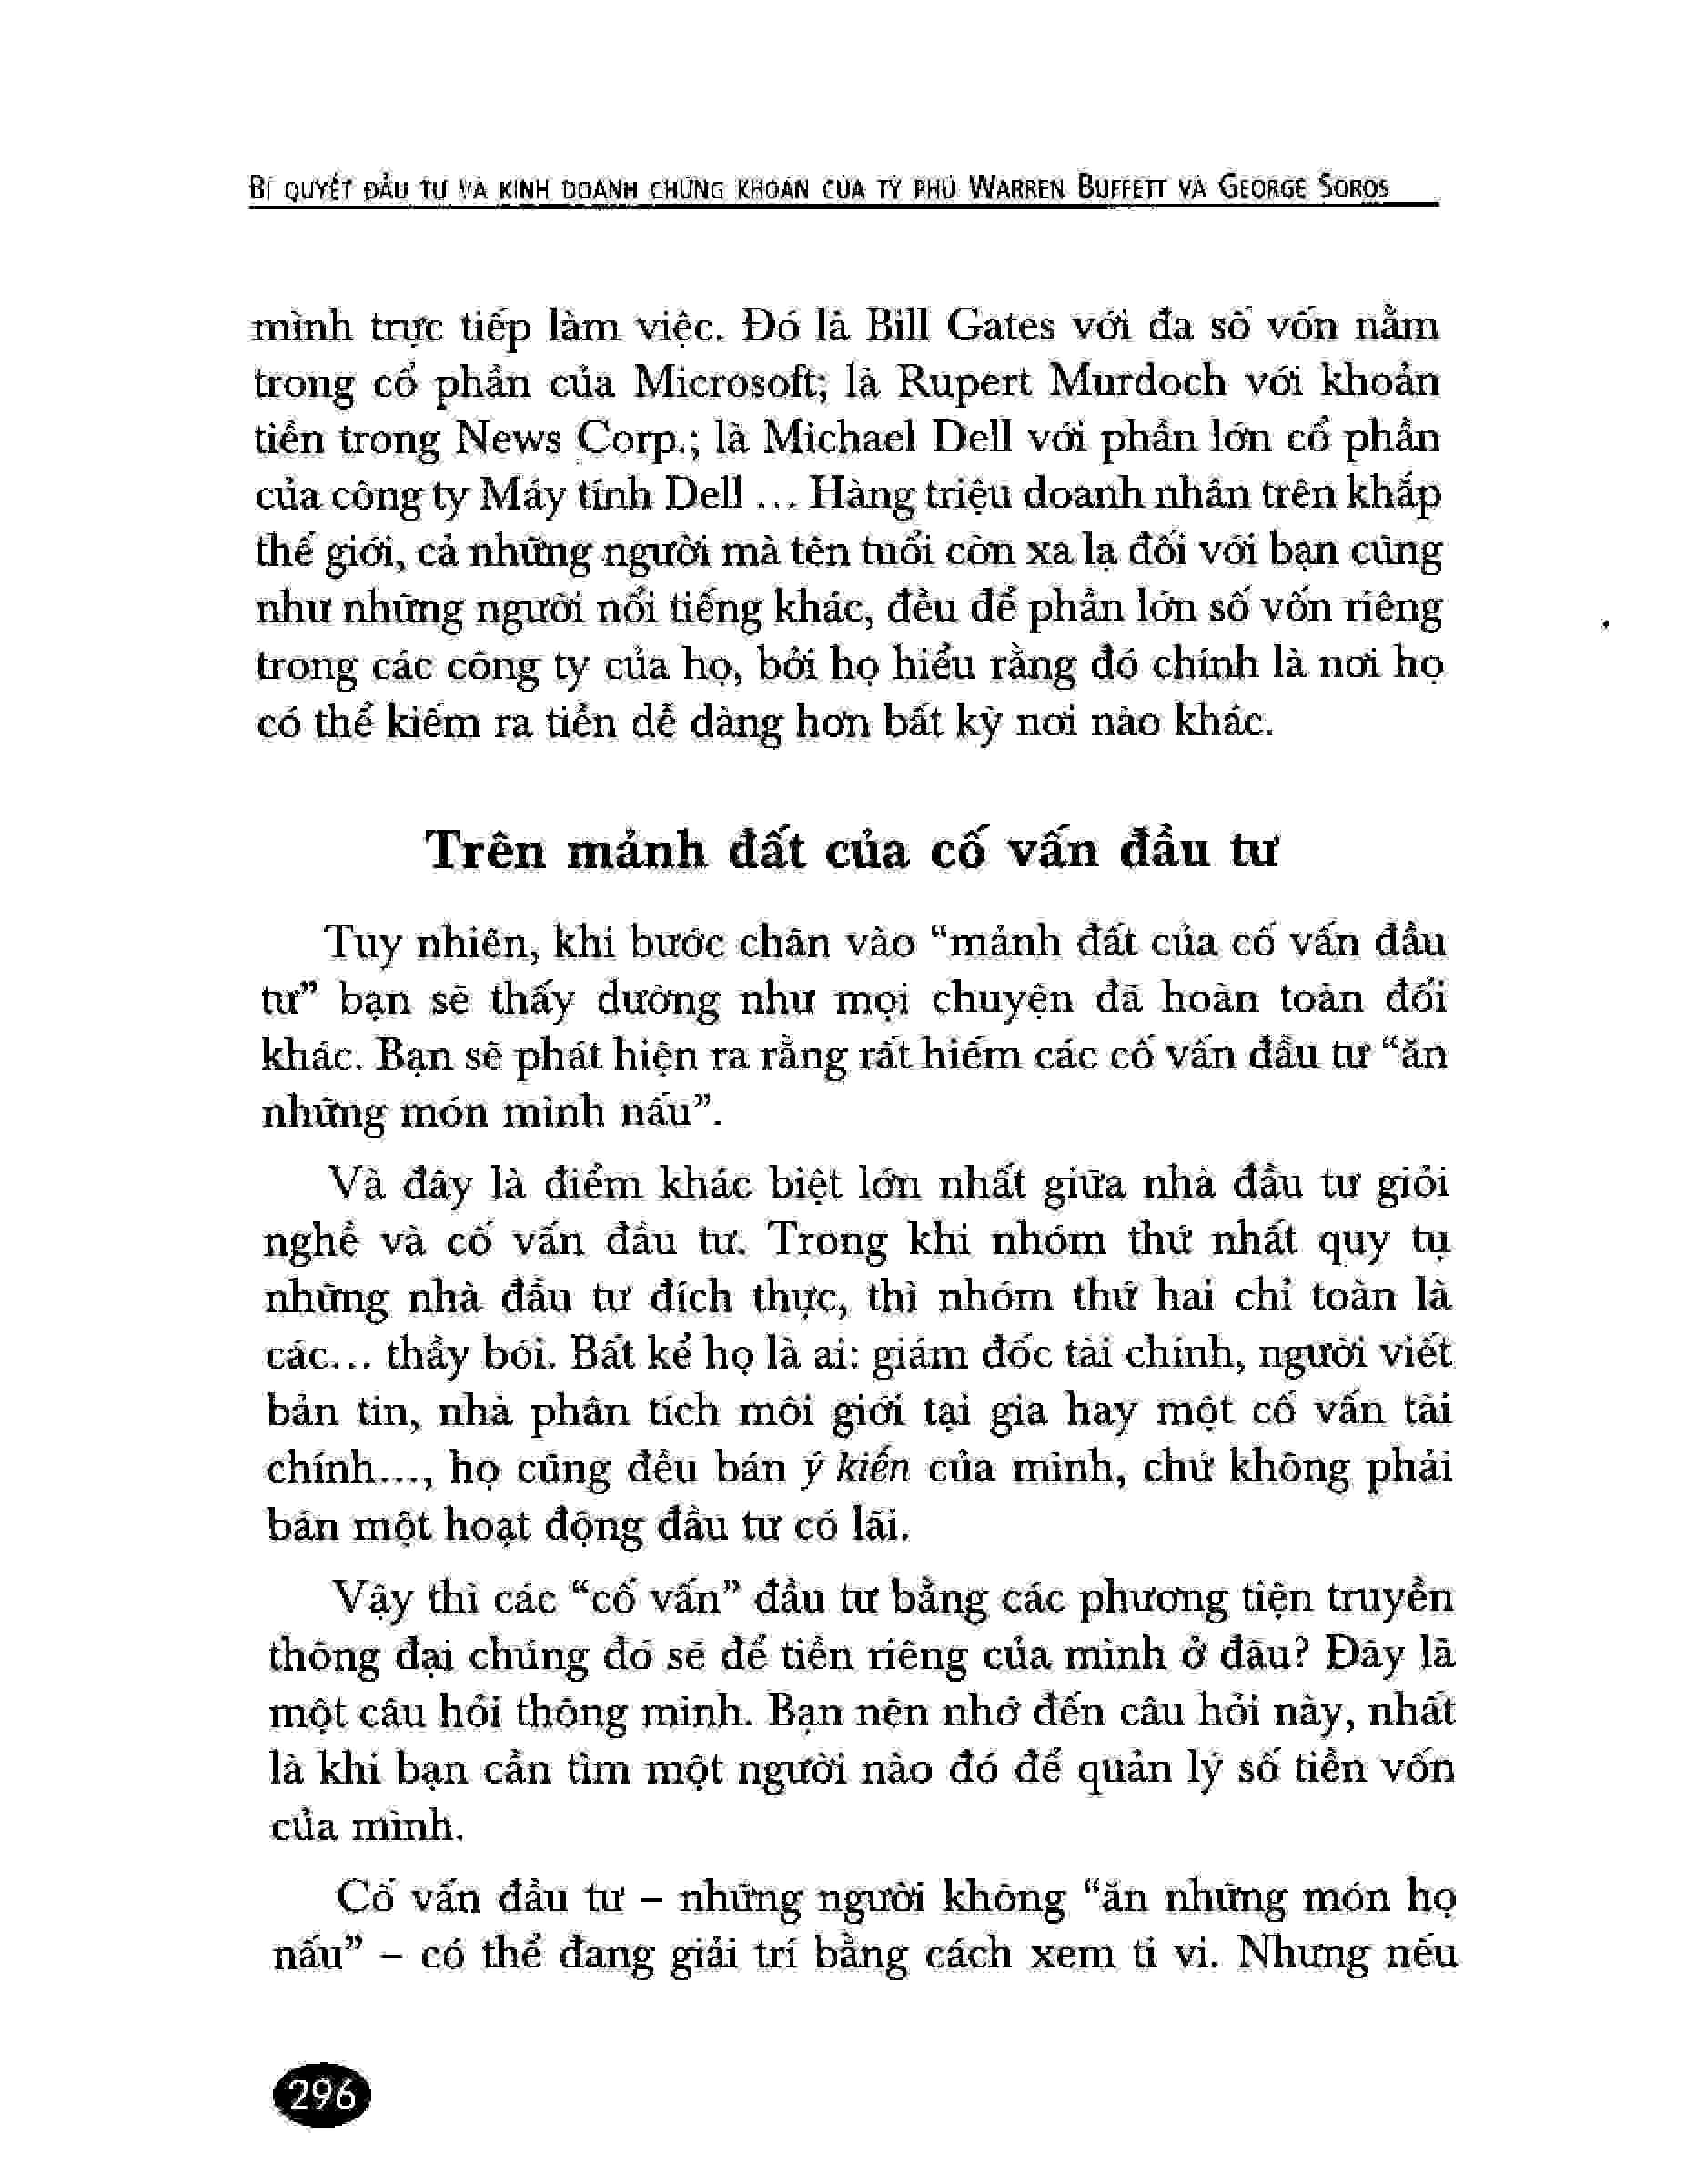 BÍ QUYẾT ĐẦU TƯ VÀ KINH DOANH CHỨNG KHOÁN CỦA TỶ PHÚ WARREN BUFFETT VÀ GEORGE SOROS
mình trực tiếp làm việc. Đó là Bill Gates với đa số vốn nằm
trong cổ phần của Microsoft; là Rupert Murdoch với khoản
tiền trong News Corp.; là Michael Dell với phần lớn cổ phần
của công ty Máy tính Dell ... Hàng triệu doanh nhân trên khắp
thế giới, cả những người mà tên tuổi còn xa lạ đối với bạn cũng
như những người nổi tiếng khác, đều để phần lớn số vốn riêng
trong các công ty của họ, bởi họ hiểu rằng đó chính là nơi họ
có thể kiếm ra tiền dễ dàng hơn bất kỳ nơi nào khác.
Trên mảnh đất của cố vấn đầu tư
Tuy nhiên, khi bước chân vào “mảnh đất của cố vấn đầu
tư” bạn sẽ thấy dường như mọi chuyện đã hoàn toàn đổi
khác. Bạn sẽ phát hiện ra rằng rất hiếm các cố vấn đầu tư “ăn
những món mình nấu”.
Và đây là điểm khác biệt lớn nhất giữa nhà đầu tư giỏi
nghề và cố vấn đầu tư. Trong khi nhóm thứ nhất quy tụ
những nhà đầu tư đích thực, thì nhóm thứ hai chỉ toàn là
các... thầy bói. Bất kể họ là ai: giám đốc tài chính, người viết
bản tin, nhà phân tích môi giới tại gia hay một cố vấn tài
chính..., họ cũng đều bán ý kiến của mình, chứ không phải
bán một hoạt động đầu tư có lãi.
Vậy thì các “cố vấn” đầu tư bằng các phương tiện truyền
thông đại chúng đó sẽ để tiền riêng của mình ở đâu? Đây là
một câu hỏi thông minh. Bạn nên nhớ đến câu hỏi này, nhất
là khi bạn cần tìm một người nào đó để quản lý số tiền vốn
của mình.
Cố vấn đầu tư – những người không “ăn những món họ
nấu” – có thể đang giải trí bằng cách xem ti vi. Nhưng nếu
296